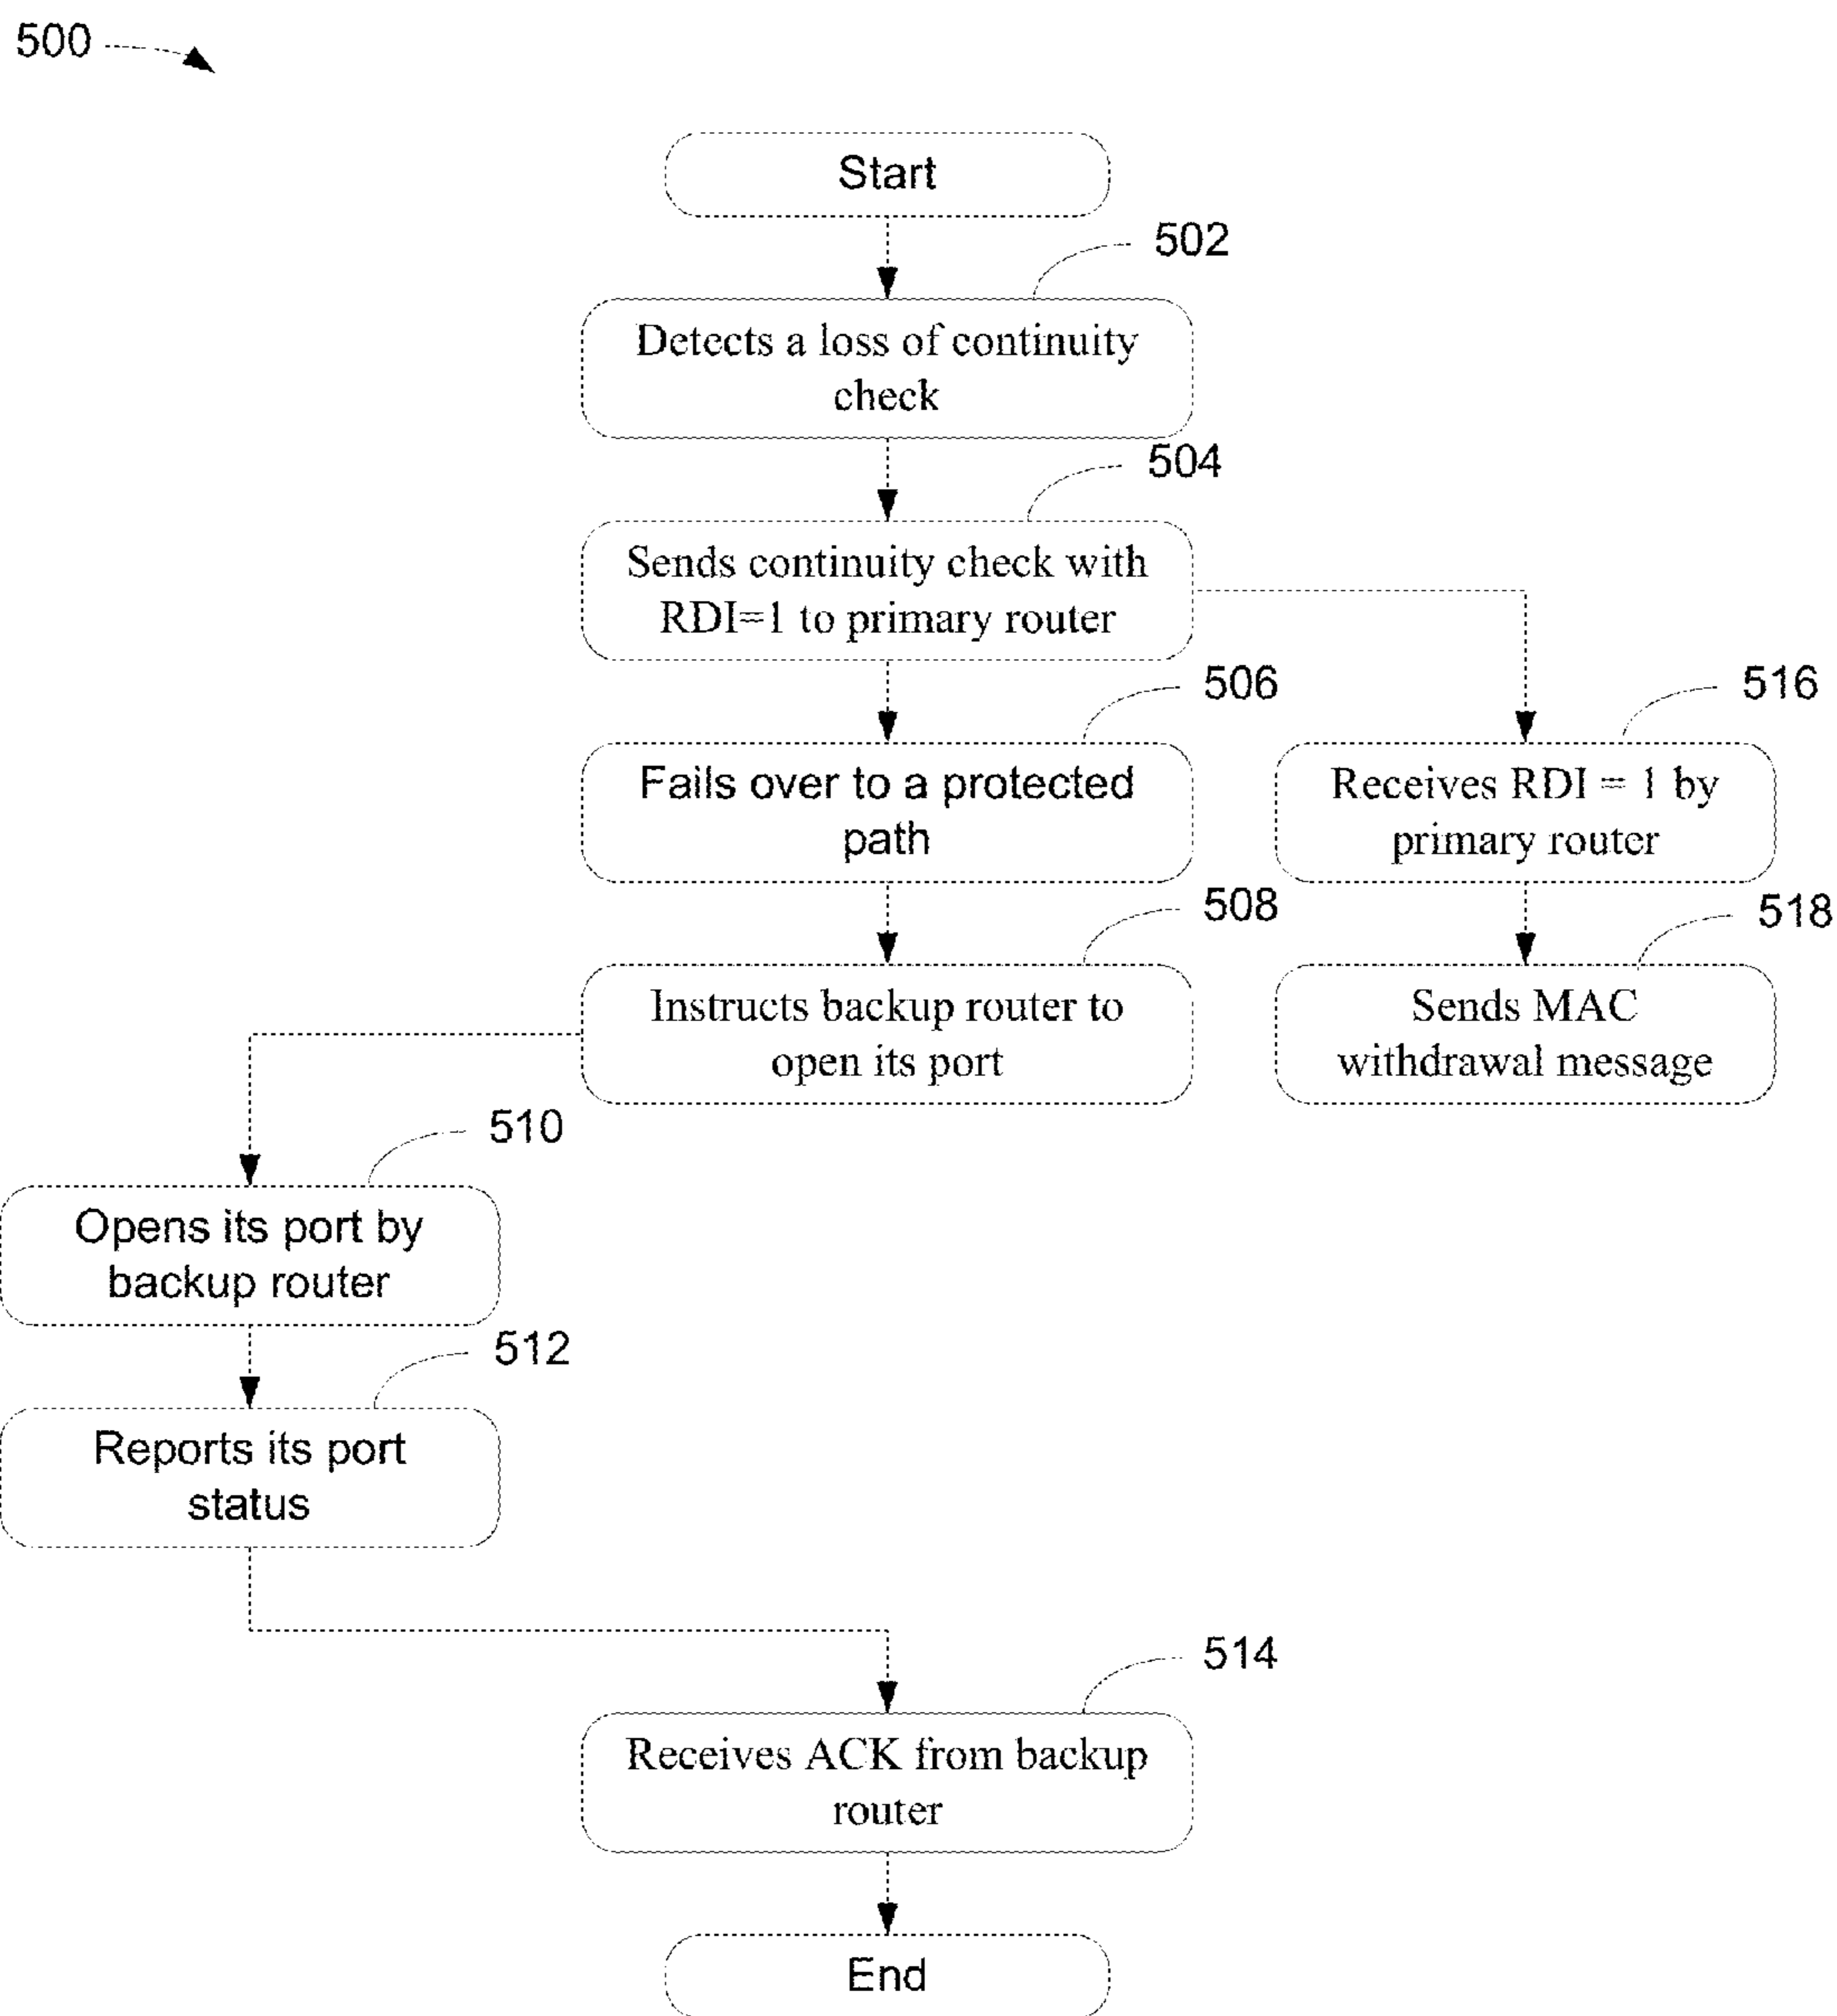 500
Start
502
Detects a loss of continuity
check
504
Sends continuity check with
RDI=1 to primary router
506
Fails over to a protected
path
516
Receives RDI = 1 by
primary router
508
Instructs backup router to
open its port
518
Sends MAC
withdrawal message
510
Opens its port by
backup router
512
Reports its port
status
514
Receives ACK from backup
router
End